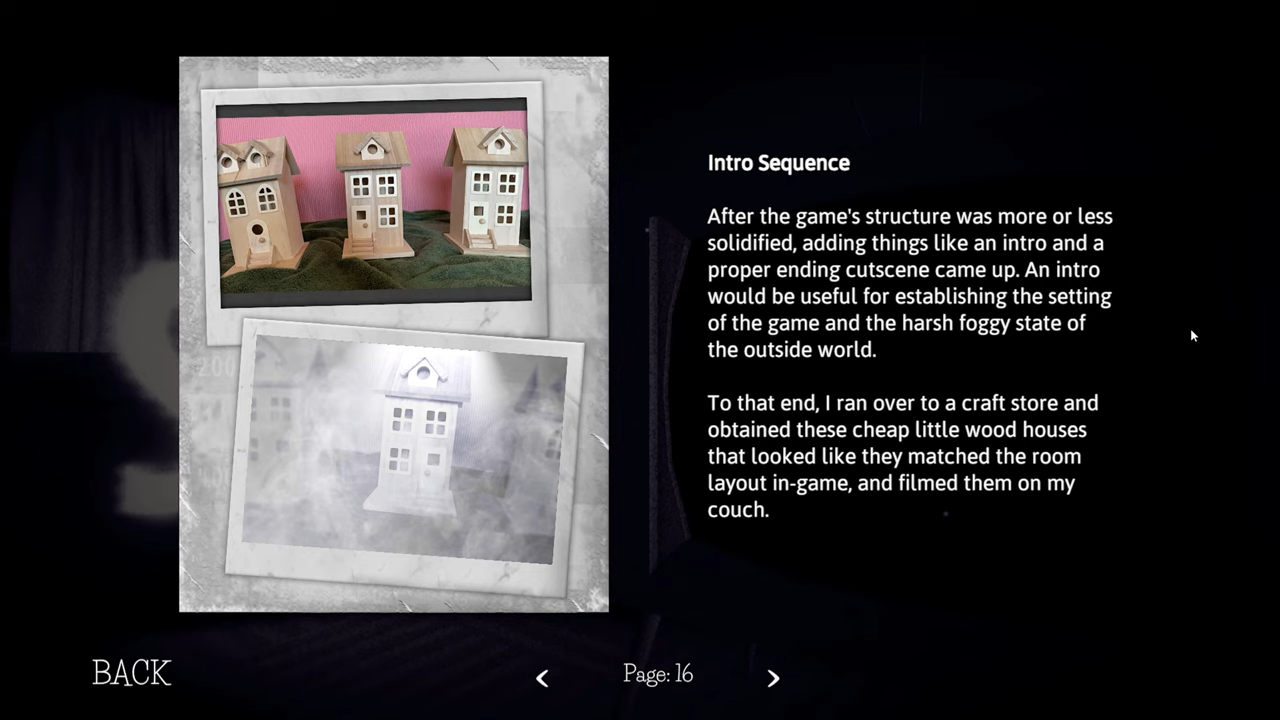 Intro Sequence
After the game's structure was more or less
solidified, adding things like an intro and a
proper ending cutscene came up. An intro
would be useful for establishing the setting
of the game and the harsh foggy state of
the outside world.
To that end, I ran over to a craft store and
obtained these cheap little wood houses
that looked like they matched the room
layout in-game, and filmed them on my
couch.
BACK
Page: 16